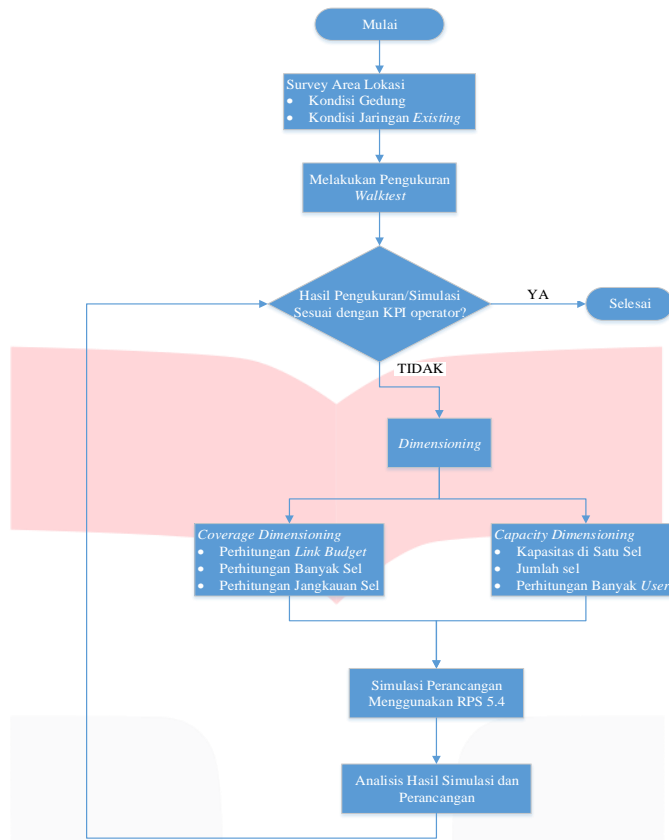 Mulai
Survey Area Lokasi
• Kondisi Gedung
• Kondisi Jaringan Existing
Melakukan Pengukuran
Walktest
Hasil Pengukuran/Simulasi
Sesuai dengan KPI operator?
YA
Selesai
TIDAK
Dimensioning
Coverage Dimensioning
• Perhitungan Link Budget
• Perhitungan Banyak Sel
• Perhitungan Jangkauan Sel
Capacity Dimensioning
• Kapasitas di Satu Sel
• Jumlah sel
• Perhitungan Banyak User
Simulasi Perancangan
Menggunakan RPS 5.4
Analisis Hasil Simulasi dan
Perancangan